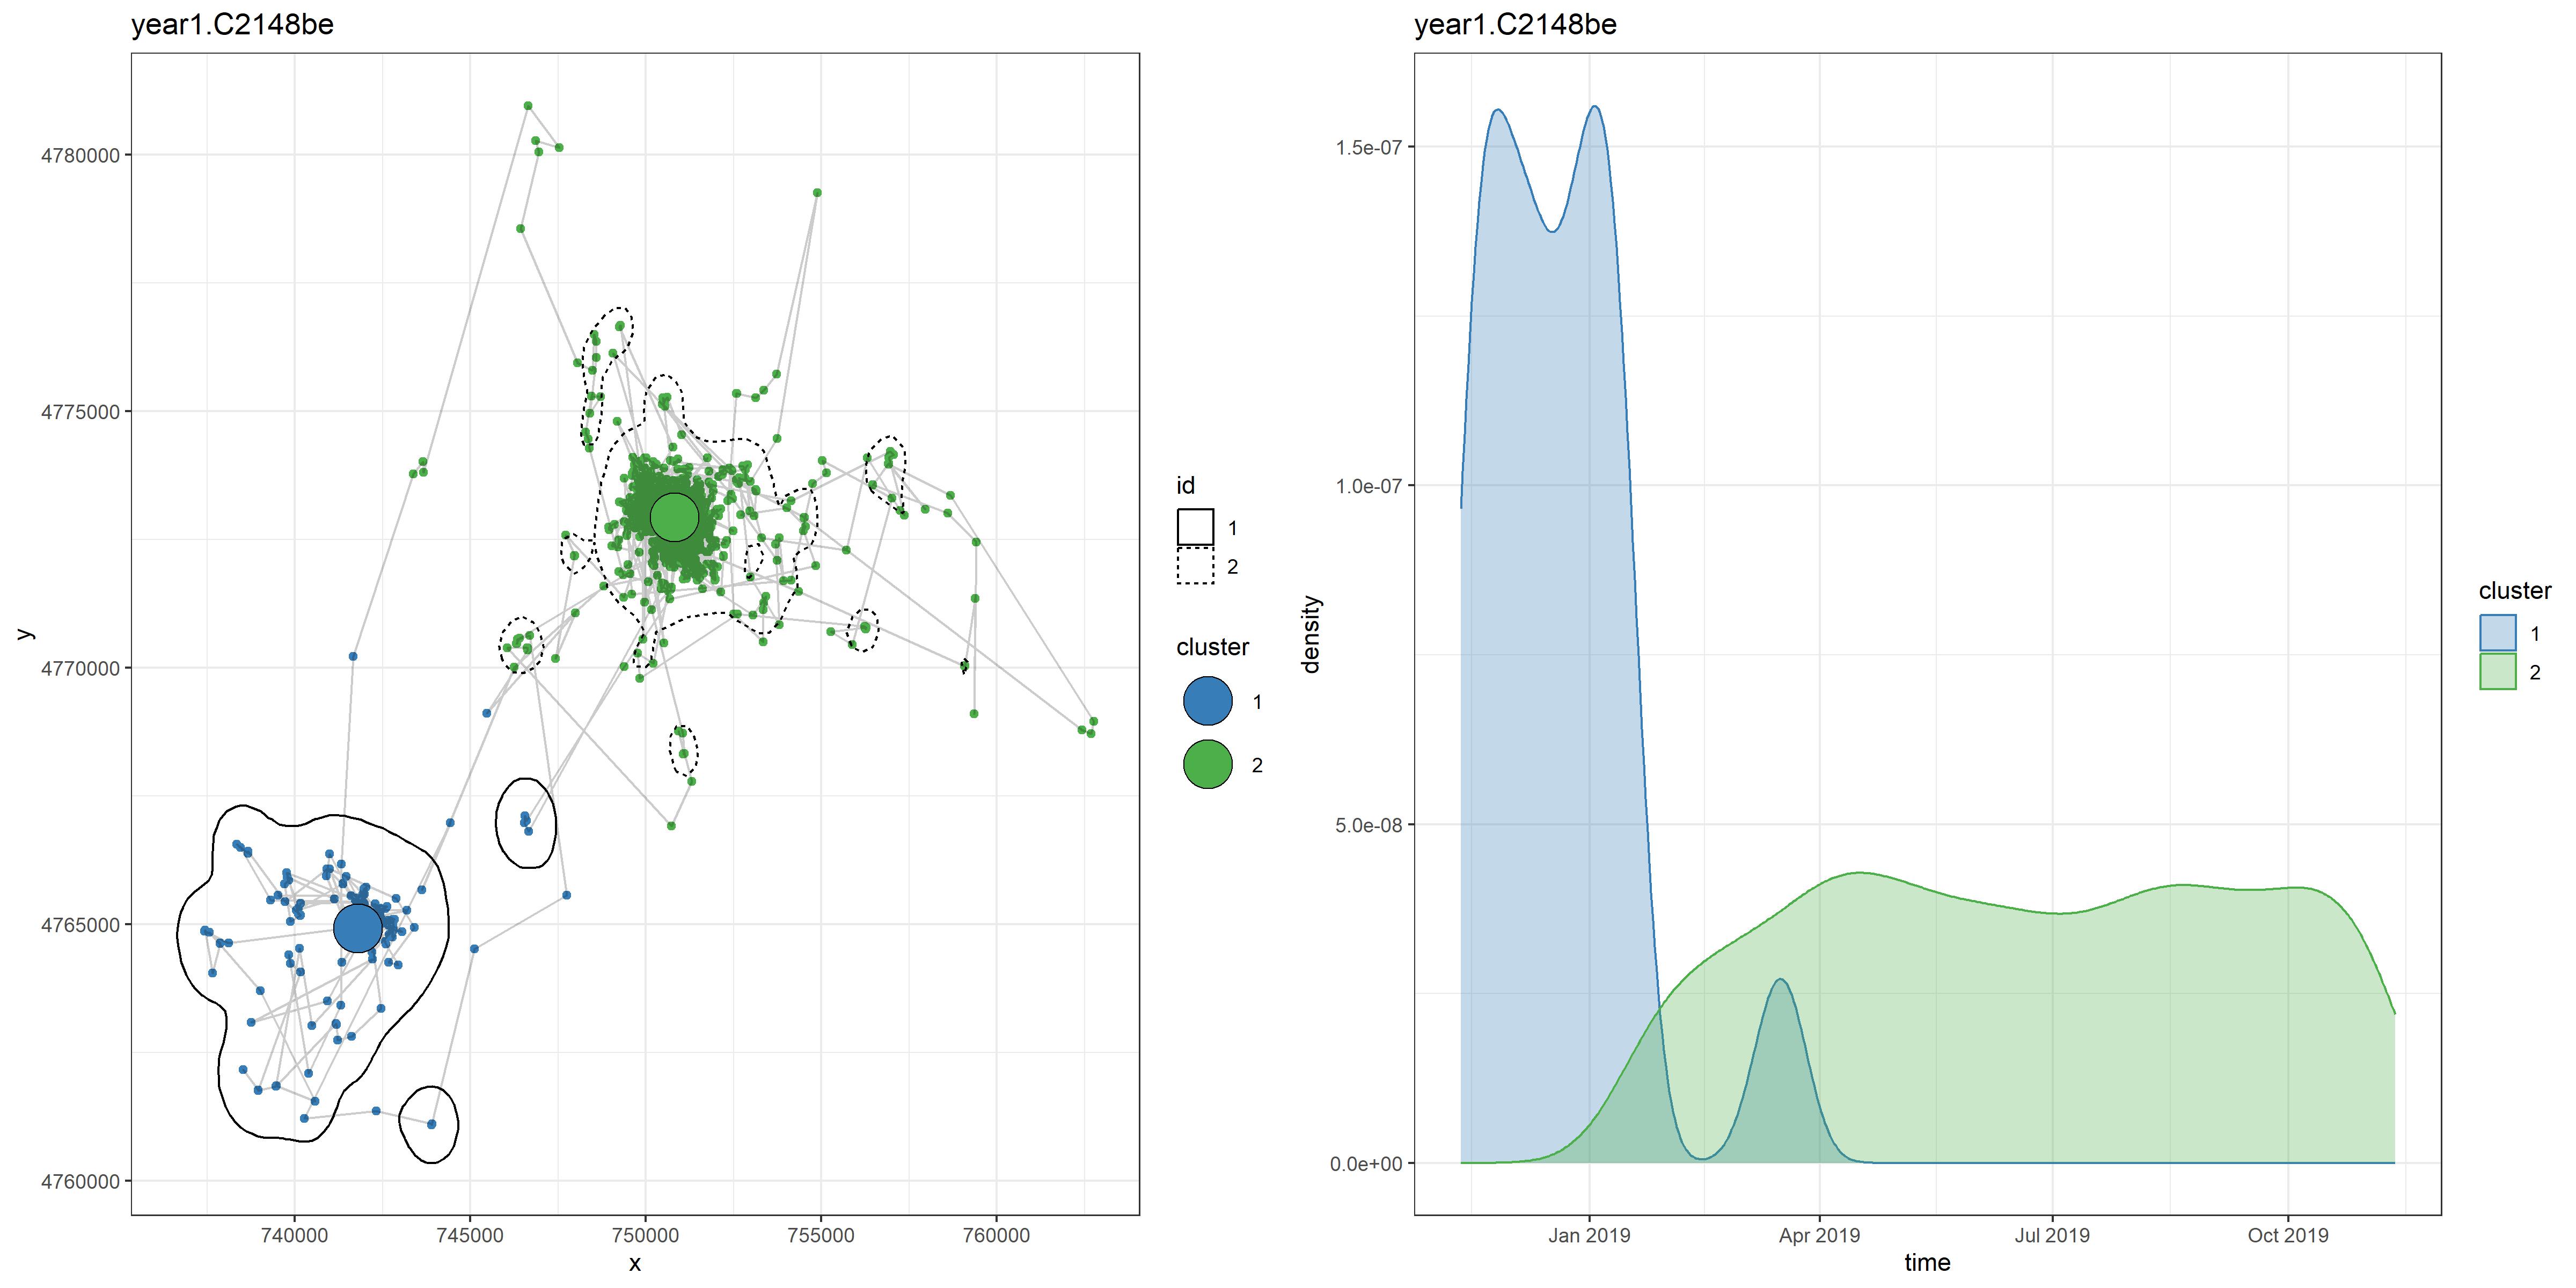 year1.C2148be
4780000
4775000
4770000
4765000
4760000
y
740000
745000
750000
755000
760000
x
id
1
2
cluster
1
2
year1.C2148be
1.5e-07
1.0e-07
5.0e-08
0.0e+00
density
Jan 2019
Apr 2019
Jul 2019
Oct 2019
time
cluster
1
2